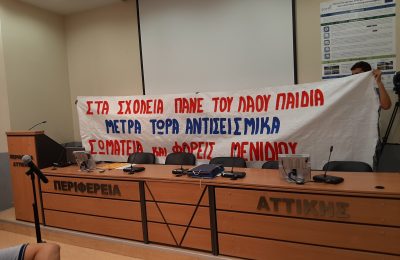 ΣΤΑ ΣΧΟΛΕΙΑ ΠΑΝΕ ΤΟΥ ΛΑΟΥ ΠΑΙΔΙΑ
ΜΕΤΡΑ ΤΩΡΑ ΑΝΤΙΣΕΙΣΜΙΚΑ
ΣΩΜΑΤΕΙΑ ΚΑΙ ΦΟΡΕΙΣ ΜΕΝΙΔΙΟΥ
ΠΕΡΙΦΕΡΕΙΑ ΑΤΤΙΚΗΣ